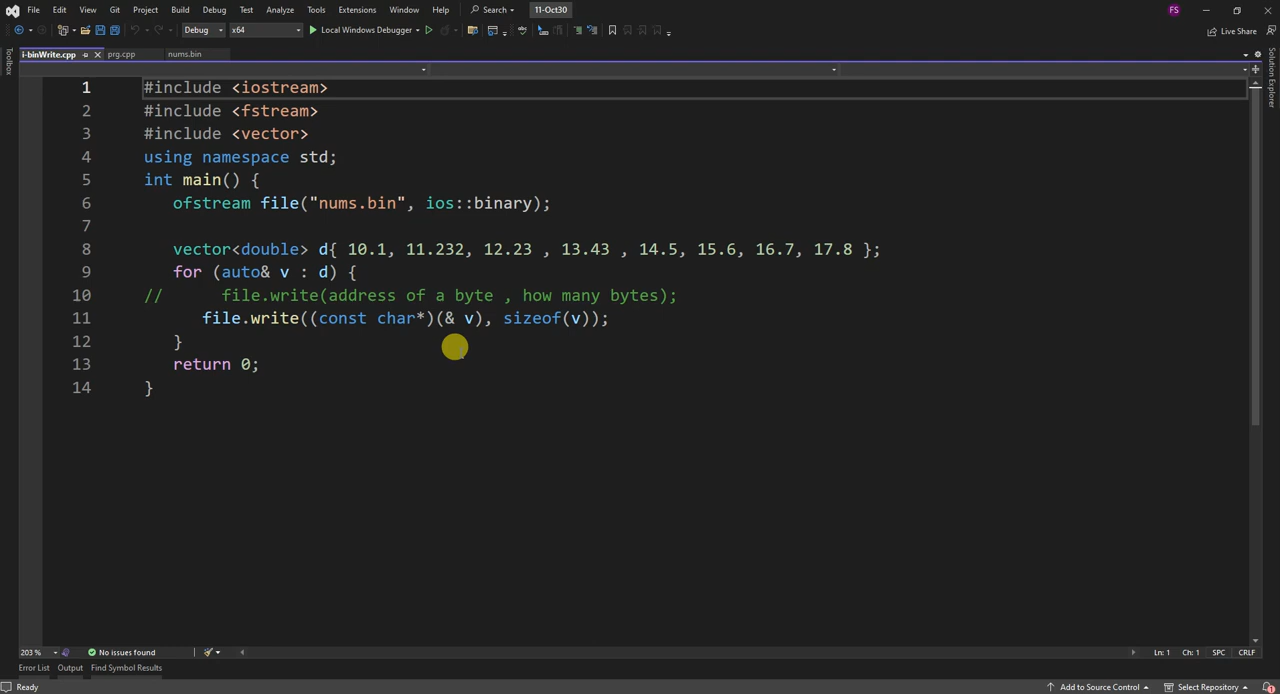 File Edit View Git Project Build Debug Test Analyze Tools Extensions Window Help Search 11-Oct30 FS
Debug x64 Local Windows Debugger Live Share
i-binWrite.cpp prg.cpp nums.bin
Toolbox
Solution Explorer
1 #include <iostream>
2 #include <fstream>
3 #include <vector>
4 using namespace std;
5 int main() {
6 ofstream file("nums.bin", ios::binary);
7
8 vector<double> d{ 10.1, 11.232, 12.23 , 13.43 , 14.5, 15.6, 16.7, 17.8 };
9 for (auto& v : d) {
10 // file.write(address of a byte , how many bytes);
11 file.write((const char*)(& v), sizeof(v));
12 }
13 return 0;
14 }
203 % No issues found Ln: 1 Ch: 1 SPC CRLF
Error List Output Find Symbol Results
Ready Add to Source Control Select Repository